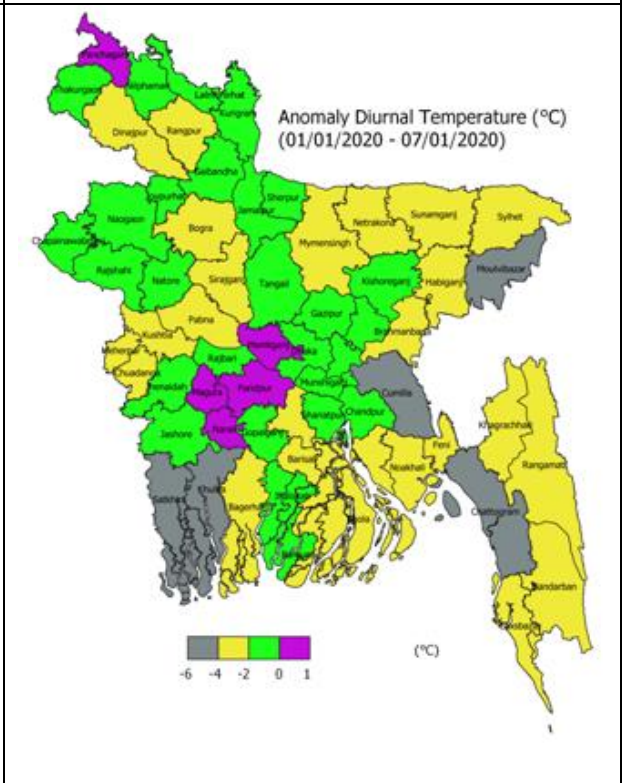 Anomaly Diurnal Temperature (°C)
(01/01/2020 - 07/01/2020)
Panchagarh
Thakurgaon
Nilphamari
Lalmonirhat
Kurigram
Dinajpur
Rangpur
Gaibandha
Joypurhat
Naogaon
Bogra
Jamalpur
Sherpur
Mymensingh
Netrakona
Sunamganj
Sylhet
Moulvibazar
Chapainawabganj
Rajshahi
Natore
Sirajganj
Tangail
Kishoreganj
Habiganj
Pabna
Gazipur
Brahmanbaria
Kushtia
Meherpur
Chuadanga
Manikganj
Dhaka
Rajbari
Jhenaidah
Magura
Faridpur
Munshiganj
Cumilla
Shariatpur
Chandpur
Jashore
Narail
Gopalganj
Barisal
Noakhali
Feni
Khagrachhari
Rangamati
Satkhira
Khulna
Bagerhat
Bhola
Chattogram
Bandarban
(°C)
-6 -4 -2 0 1